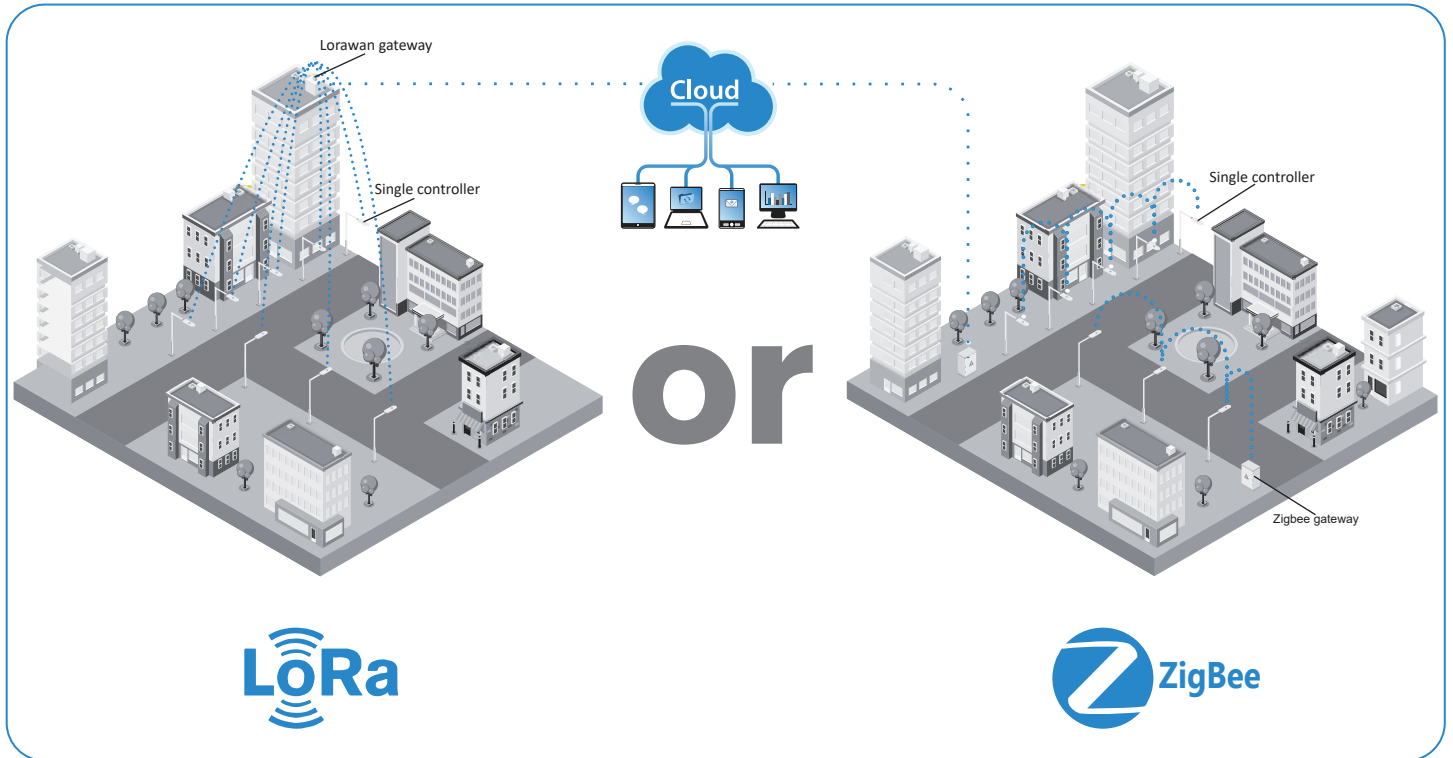 Lorawan gateway
Cloud
Single controller
Single controller
or
Zigbee gateway
LoRa
ZigBee